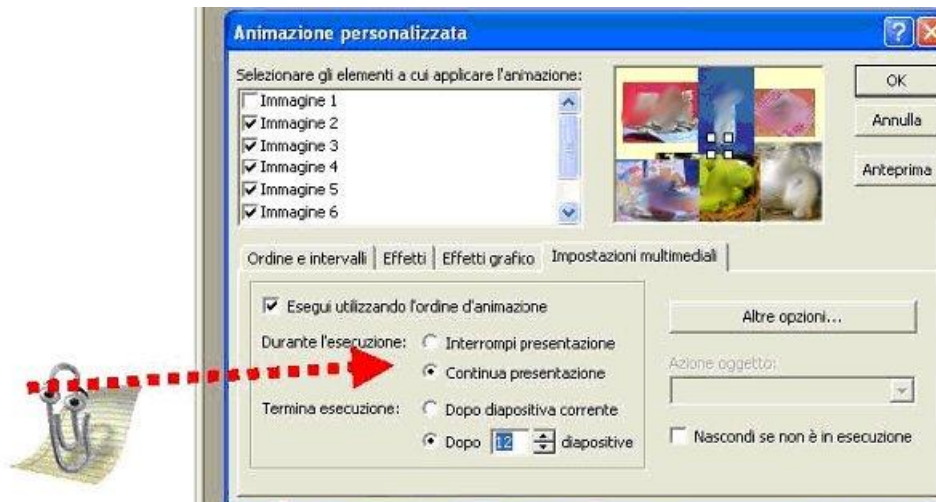 Animazione personalizzata
Selezionare gli elementi a cui applicare l'animazione:
Immagine 1
Immagine 2
Immagine 3
Immagine 4
Immagine 5
Immagine 6
OK
Annulla
Anteprima
Ordine e intervalli Effetti Effetti grafico Impostazioni multimediali
Esegui utilizzando l'ordine d'animazione
Durante l'esecuzione: Interrompi presentazione
Continua presentazione
Termina esecuzione: Dopo diapositiva corrente
Dopo 12 diapositive
Altre opzioni...
Azione oggetto:
Nascondi se non è in esecuzione